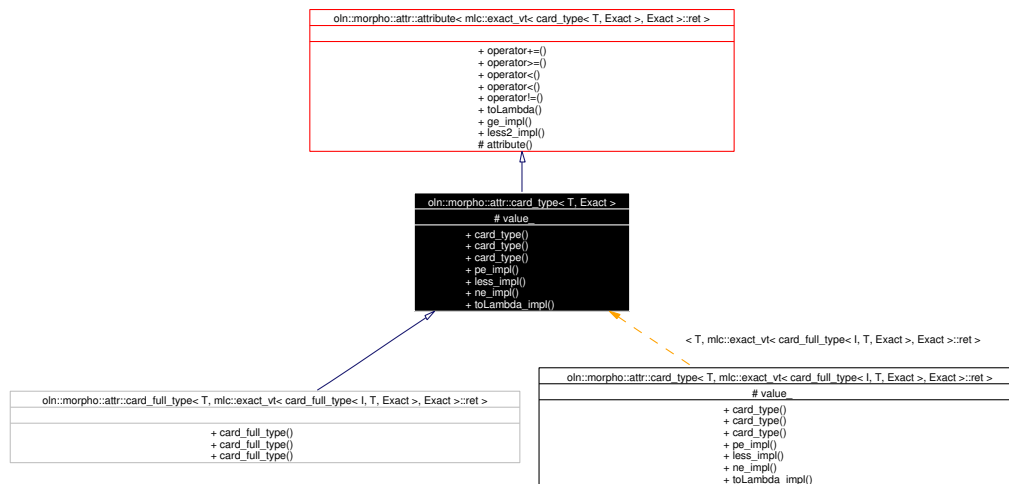 oln::morpho::attr::attribute< mlc::exact_vt< card_type< T, Exact >, Exact >::ret >
+ operator+=()
+ operator>=()
+ operator<()
+ operator<()
+ operator!=()
+ toLambda()
+ ge_impl()
+ less2_impl()
# attribute()
oln::morpho::attr::card_type< T, Exact >
# value_
+ card_type()
+ card_type()
+ card_type()
+ pe_impl()
+ less_impl()
+ ne_impl()
+ toLambda_impl()
< T, mlc::exact_vt< card_full_type< I, T, Exact >, Exact >::ret >
oln::morpho::attr::card_full_type< T, mlc::exact_vt< card_full_type< I, T, Exact >, Exact >::ret >
+ card_full_type()
+ card_full_type()
+ card_full_type()
oln::morpho::attr::card_type< T, mlc::exact_vt< card_full_type< I, T, Exact >, Exact >::ret >
# value_
+ card_type()
+ card_type()
+ card_type()
+ pe_impl()
+ less_impl()
+ ne_impl()
+ toLambda_impl()